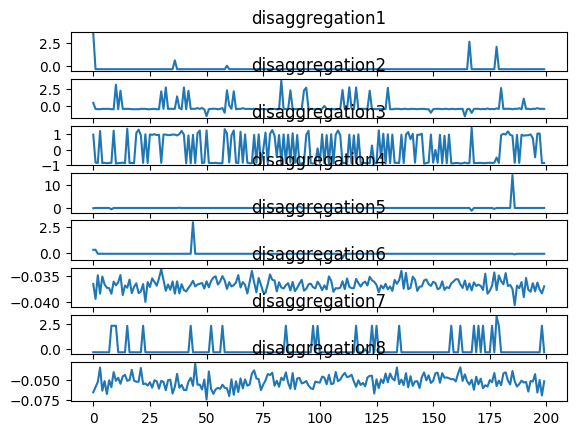 disaggregation1
2.5
0.0
disaggregation2
2.5
0.0
disaggregation3
1
0
−1
disaggregation4
10
0
disaggregation5
2.5
0.0
disaggregation6
−0.035
−0.040
disaggregation7
2.5
0.0
disaggregation8
−0.050
−0.075
0 25 50 75 100 125 150 175 200